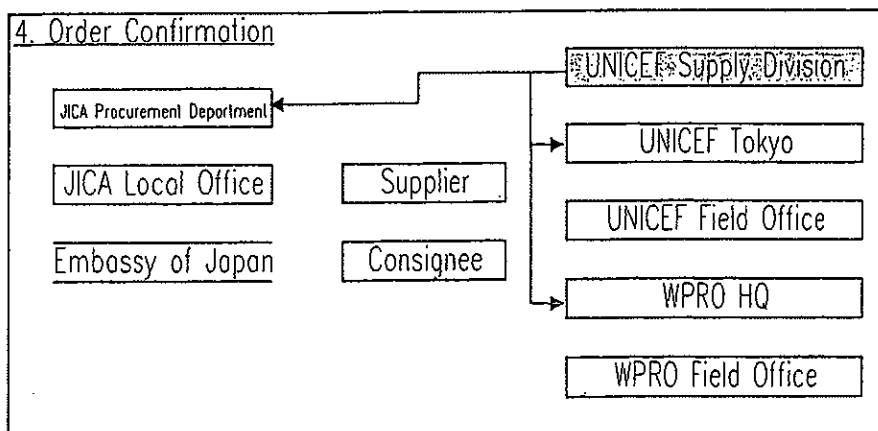 4. Order Confirmation
UNICEF Supply Division
JICA Procurement Department
UNICEF Tokyo
JICA Local Office
Supplier
UNICEF Field Office
Embassy of Japan
Consignee
WPRO HQ
WPRO Field Office